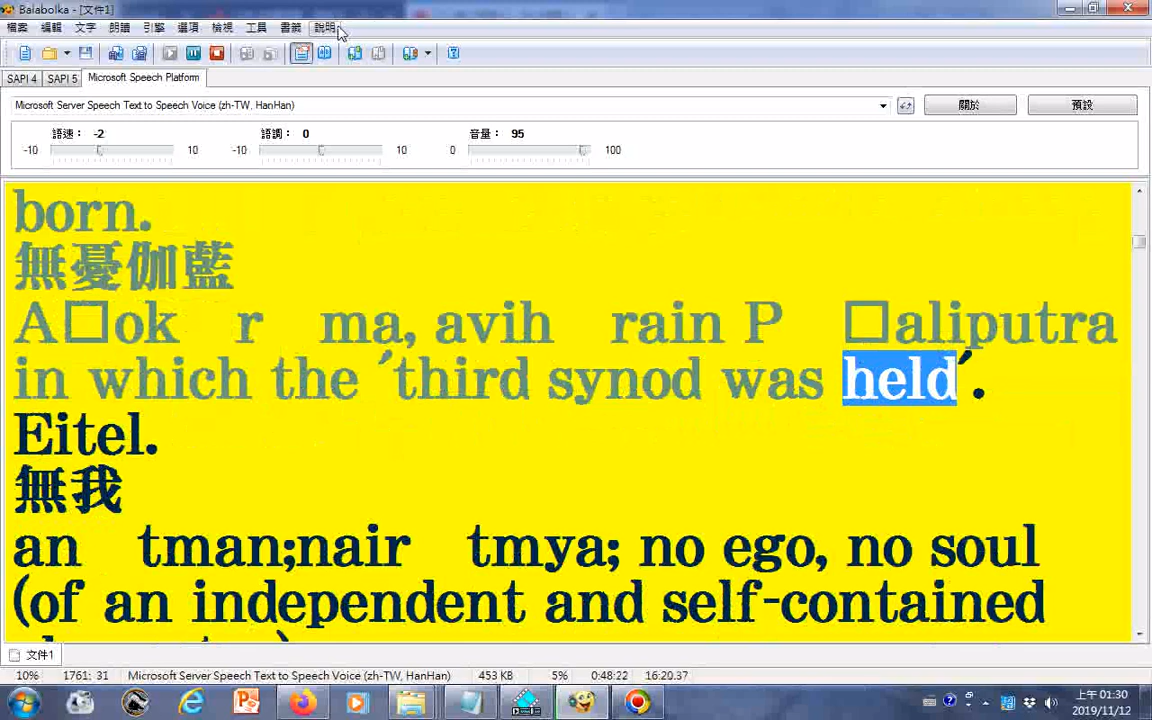 Balabolka - [文件1]
檔案 編輯 文字 朗讀 引擎 選項 檢視 工具 書籤 說明
SAPI 4 SAPI 5 Microsoft Speech Platform
Microsoft Server Speech Text to Speech Voice (zh-TW, HanHan) 關於 預設
語速： -2 語調： 0 音量： 95
-10 10 -10 10 0 100
born.
無憂伽藍
A□ok r ma, avih rain P □aliputra
in which the 'third synod was held'.
Eitel.
無我
an tman;nair tmya; no ego, no soul
(of an independent and self-contained
文件1
10% 1761: 31 Microsoft Server Speech Text to Speech Voice (zh-TW, HanHan) 453 KB 5% 0:48:22 16:20.37
上午 01:30
2019/11/12